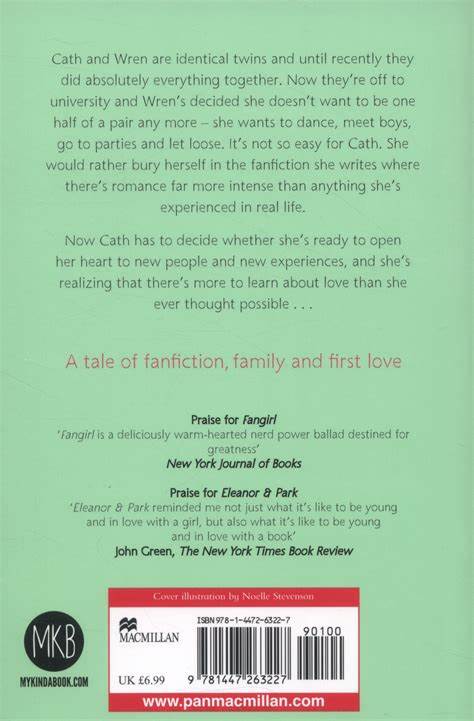 Cath and Wren are identical twins and until recently they
did absolutely everything together. Now they're off to
university and Wren's decided she doesn't want to be one
half of a pair any more – she wants to dance, meet boys,
go to parties and let loose. It's not so easy for Cath. She
would rather bury herself in the fanfiction she writes where
there's romance far more intense than anything she's
experienced in real life.
Now Cath has to decide whether she's ready to open
her heart to new people and new experiences, and she's
realizing that there's more to learn about love than she
ever thought possible . . .
A tale of fanfiction, family and first love
Praise for Fangirl
'Fangirl is a deliciously warm-hearted nerd power ballad destined for
greatness'
New York Journal of Books
Praise for Eleanor & Park
'Eleanor & Park reminded me not just what it's like to be young
and in love with a girl, but also what it's like to be young
and in love with a book'
John Green, The New York Times Book Review
Cover illustration by Noelle Stevenson
MKB
MYKINDABOOK.COM
MACMILLAN
UK £6.99
ISBN 978-1-4472-6322-7
90100
9 781447 263227
www.panmacmillan.com